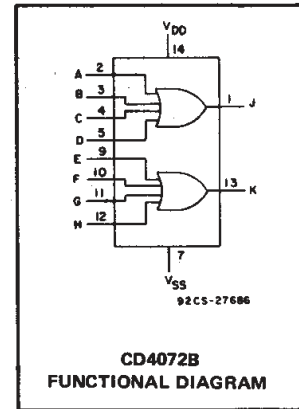 VDD
14
A 2
B 3
C 4
1 J
D 5
E 9
F 10
13 K
G 11
H 12
7
VSS
92CS-27686
CD4072B
FUNCTIONAL DIAGRAM